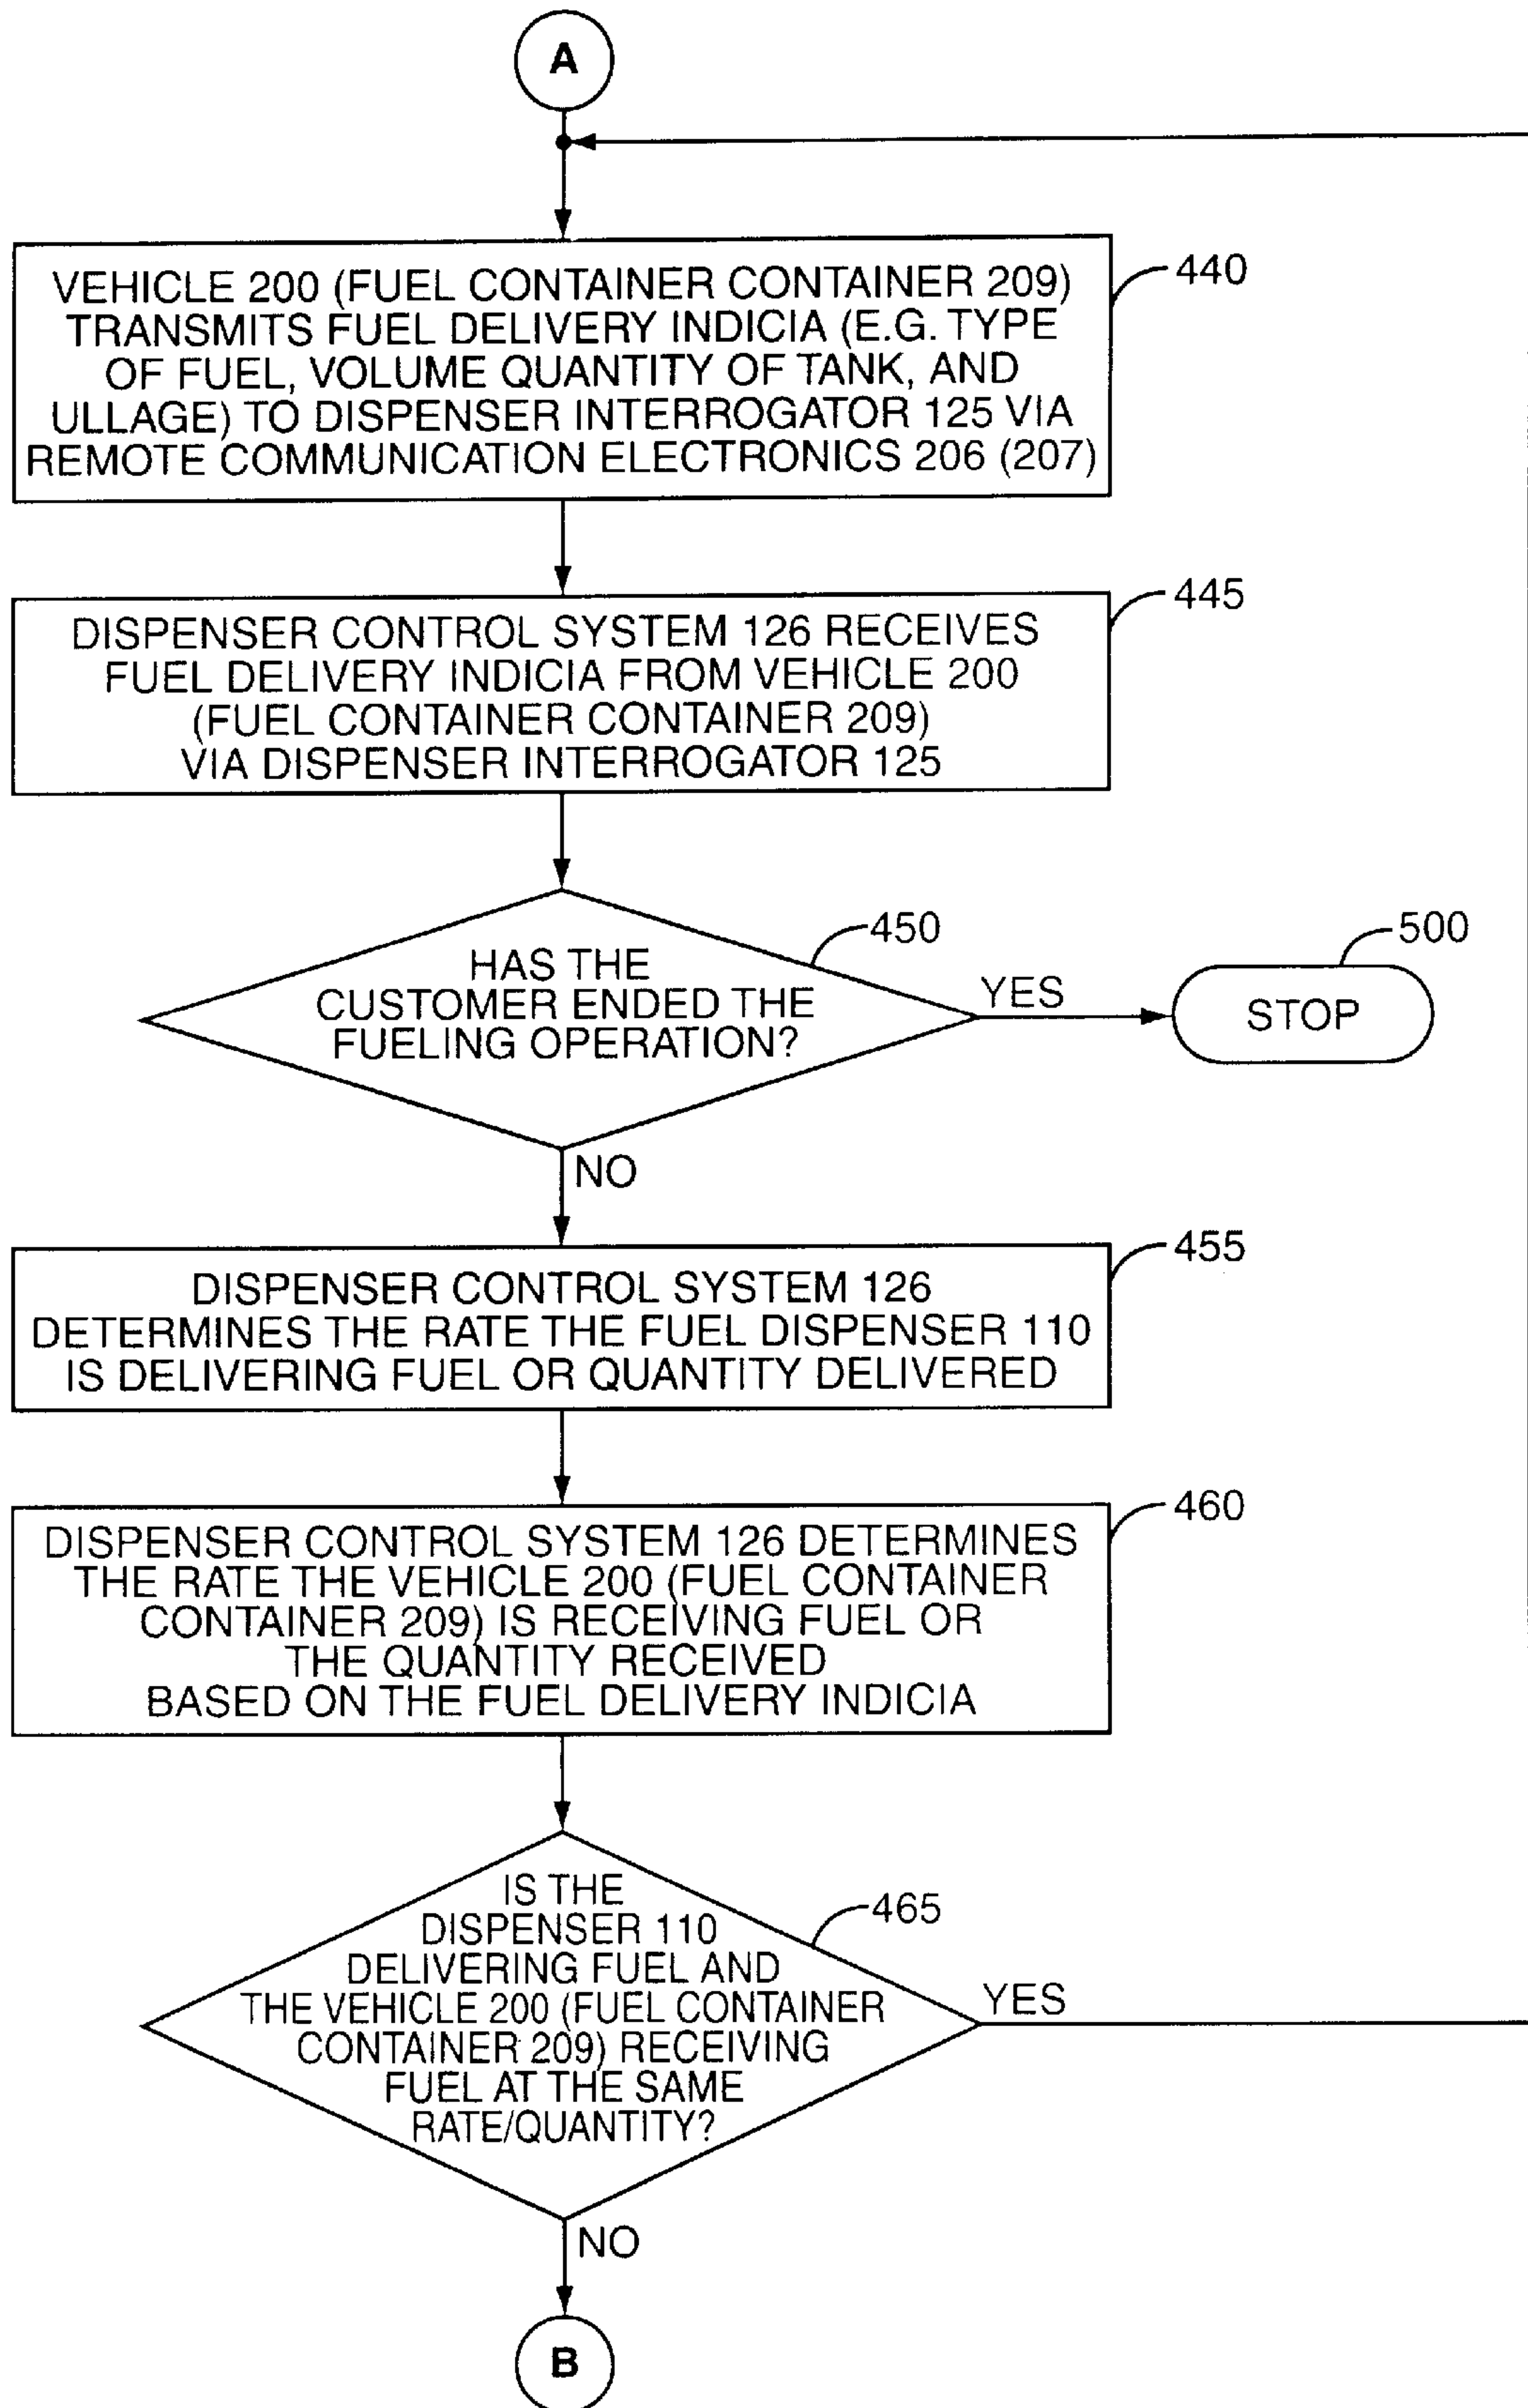 A
VEHICLE 200 (FUEL CONTAINER CONTAINER 209)
TRANSMITS FUEL DELIVERY INDICIA (E.G. TYPE
OF FUEL, VOLUME QUANTITY OF TANK, AND
ULLAGE) TO DISPENSER INTERROGATOR 125 VIA
REMOTE COMMUNICATION ELECTRONICS 206 (207)
440
DISPENSER CONTROL SYSTEM 126 RECEIVES
FUEL DELIVERY INDICIA FROM VEHICLE 200
(FUEL CONTAINER CONTAINER 209)
VIA DISPENSER INTERROGATOR 125
445
HAS THE
CUSTOMER ENDED THE
FUELING OPERATION?
450
YES
STOP
500
NO
DISPENSER CONTROL SYSTEM 126
DETERMINES THE RATE THE FUEL DISPENSER 110
IS DELIVERING FUEL OR QUANTITY DELIVERED
455
DISPENSER CONTROL SYSTEM 126 DETERMINES
THE RATE THE VEHICLE 200 (FUEL CONTAINER
CONTAINER 209) IS RECEIVING FUEL OR
THE QUANTITY RECEIVED
BASED ON THE FUEL DELIVERY INDICIA
460
IS THE
DISPENSER 110
DELIVERING FUEL AND
THE VEHICLE 200 (FUEL CONTAINER
CONTAINER 209) RECEIVING
FUEL AT THE SAME
RATE/QUANTITY?
465
YES
NO
B